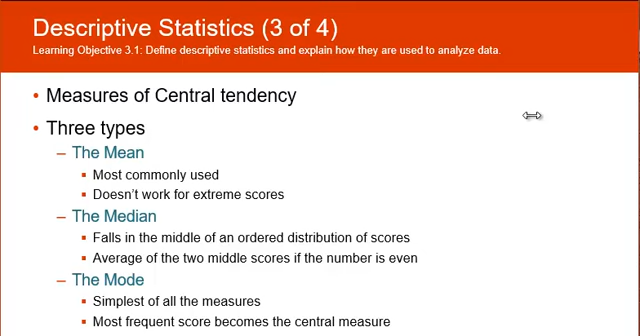 Descriptive Statistics (3 of 4)
Learning Objective 3.1: Define descriptive statistics and explain how they are used to analyze data.
• Measures of Central tendency
• Three types
– The Mean
▪ Most commonly used
▪ Doesn't work for extreme scores
– The Median
▪ Falls in the middle of an ordered distribution of scores
▪ Average of the two middle scores if the number is even
– The Mode
▪ Simplest of all the measures
▪ Most frequent score becomes the central measure